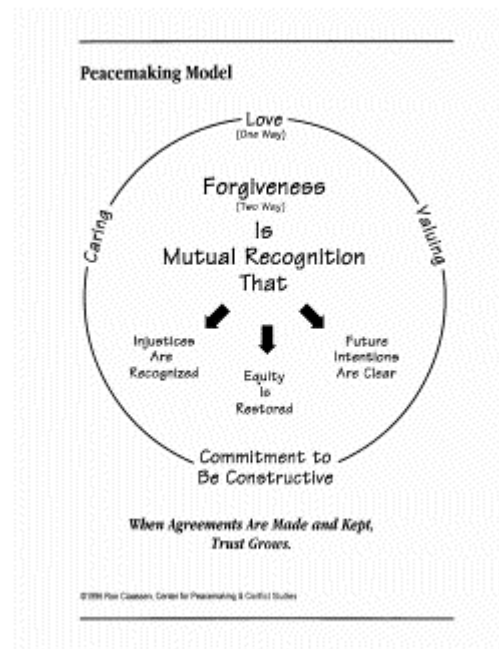 Peacemaking Model
Love
(One Way)
Forgiveness
(Two Way)
Is
Mutual Recognition
That
Caring
Valuing
Injustices
Are
Recognized
Equity
Is
Restored
Future
Intentions
Are Clear
Commitment to
Be Constructive
When Agreements Are Made and Kept,
Trust Grows.
©1996 Ron Claassen, Center for Peacemaking & Conflict Studies